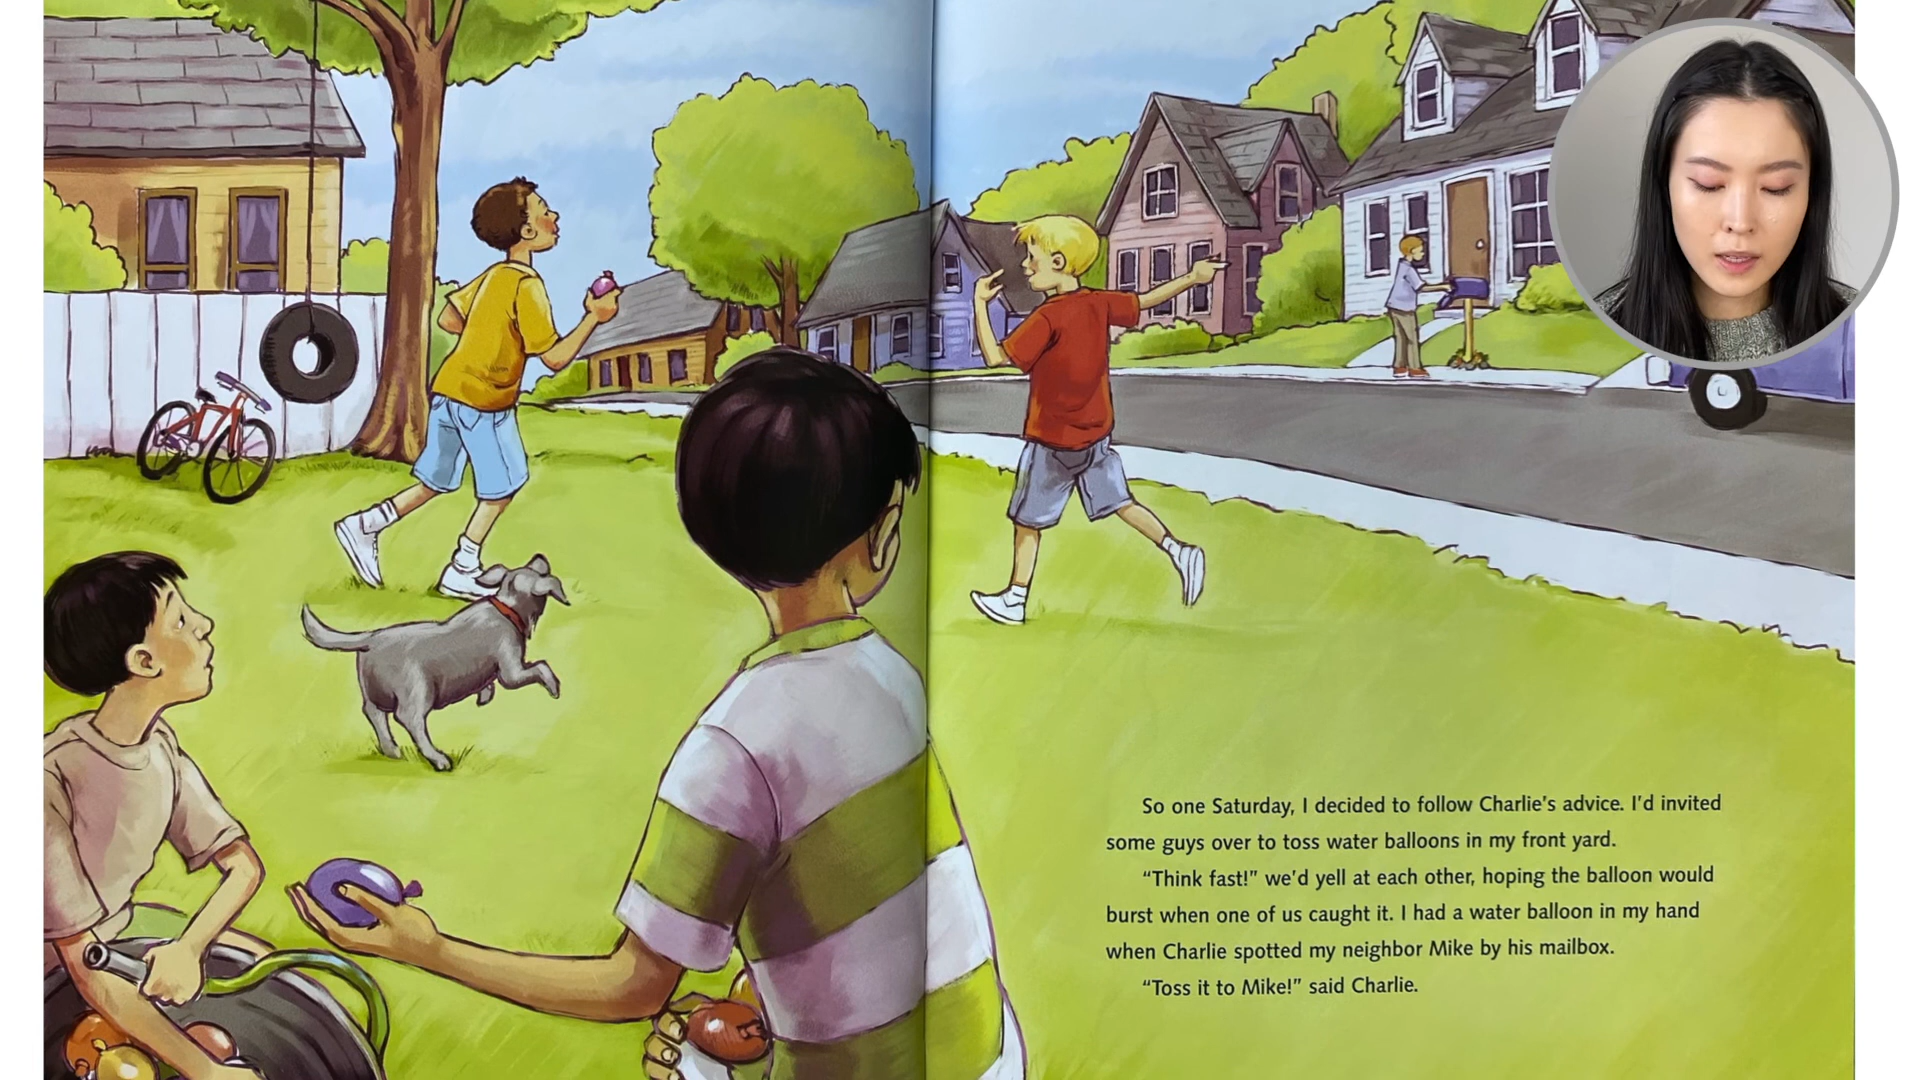 So one Saturday, I decided to follow Charlie's advice. I'd invited
some guys over to toss water balloons in my front yard.
“Think fast!” we'd yell at each other, hoping the balloon would
burst when one of us caught it. I had a water balloon in my hand
when Charlie spotted my neighbor Mike by his mailbox.
“Toss it to Mike!” said Charlie.